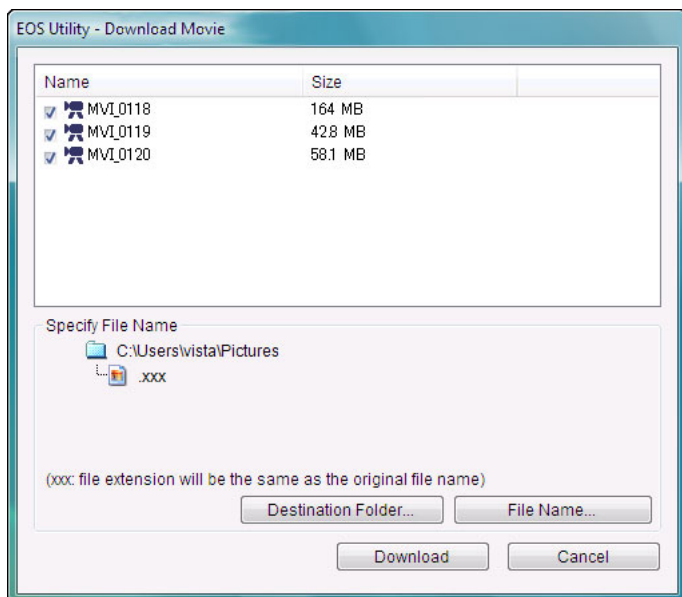 EOS Utility - Download Movie
Name Size
MVI_0118 164 MB
MVI_0119 42.8 MB
MVI_0120 58.1 MB
Specify File Name
C:\Users\vista\Pictures
.xxx
(xxx: file extension will be the same as the original file name)
Destination Folder... File Name...
Download Cancel